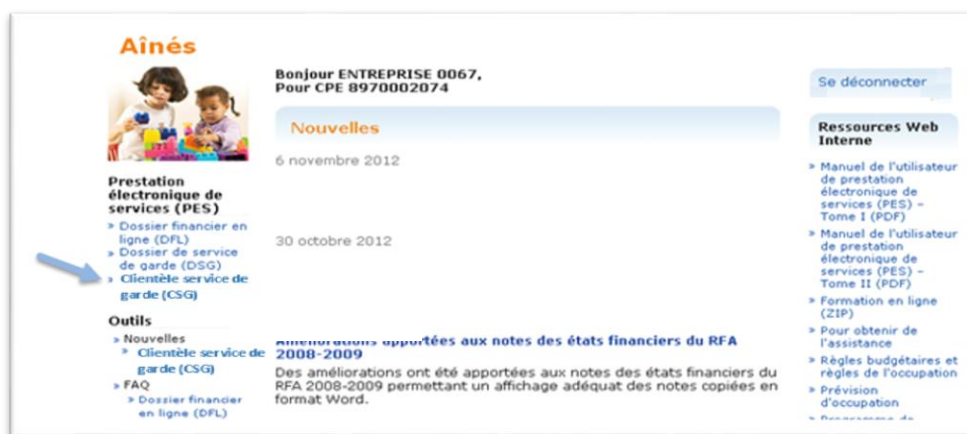 Aînés
Prestation
électronique de
services (PES)
» Dossier financier en
ligne (DFL)
» Dossier de service
de garde (DSG)
» Clientèle service de
garde (CSG)
Outils
» Nouvelles
» Clientèle service de
garde (CSG)
» FAQ
» Dossier financier
en ligne (DFL)
Bonjour ENTREPRISE 0067,
Pour CPE 8970002074
Nouvelles
6 novembre 2012
30 octobre 2012
Améliorations apportées aux notes des états financiers du RFA
2008-2009
Des améliorations ont été apportées aux notes des états financiers du
RFA 2008-2009 permettant un affichage adéquat des notes copiées en
format Word.
Se déconnecter
Ressources Web
Interne
» Manuel de l'utilisateur
de prestation
électronique de
services (PES) –
Tome I (PDF)
» Manuel de l'utilisateur
de prestation
électronique de
services (PES) –
Tome II (PDF)
» Formation en ligne
(ZIP)
» Pour obtenir de
l'assistance
» Règles budgétaires et
règles de l'occupation
» Prévision
d'occupation
» Programme de